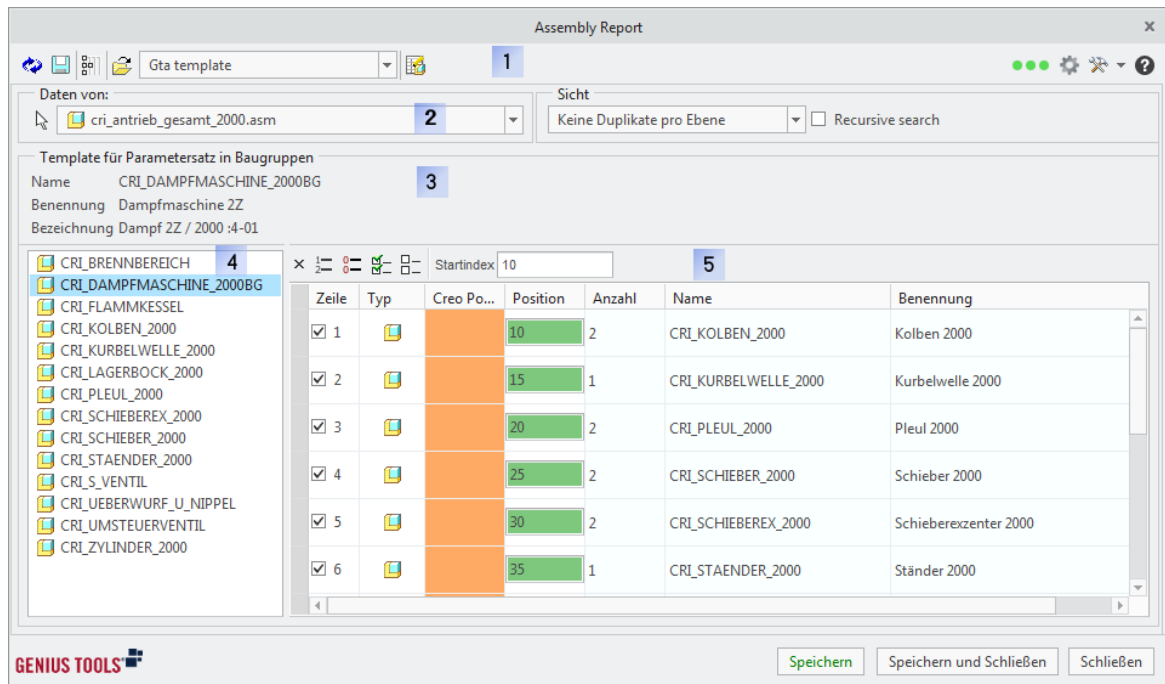 Assembly Report
Gta template
1
Daten von:
cri_antrieb_gesamt_2000.asm
2
Sicht
Keine Duplikate pro Ebene
Recursive search
Template für Parametersatz in Baugruppen
Name CRI_DAMPFMASCHINE_2000BG
3
Benennung Dampfmaschine 2Z
Bezeichnung Dampf 2Z / 2000 :4-01
CRI_BRENNBEREICH
4
CRI_DAMPFMASCHINE_2000BG
CRI_FLAMMKESSEL
CRI_KOLBEN_2000
CRI_KURBELWELLE_2000
CRI_LAGERBOCK_2000
CRI_PLEUL_2000
CRI_SCHIEBEREX_2000
CRI_SCHIEBER_2000
CRI_STAENDER_2000
CRI_S_VENTIL
CRI_UEBERWURF_U_NIPPEL
CRI_UMSTEUERVENTIL
CRI_ZYLINDER_2000
Startindex 10
5
Zeile Typ Creo Po... Position Anzahl Name Benennung
1 10 2 CRI_KOLBEN_2000 Kolben 2000
2 15 1 CRI_KURBELWELLE_2000 Kurbelwelle 2000
3 20 2 CRI_PLEUL_2000 Pleul 2000
4 25 2 CRI_SCHIEBER_2000 Schieber 2000
5 30 2 CRI_SCHIEBEREX_2000 Schieberexzenter 2000
6 35 1 CRI_STAENDER_2000 Ständer 2000
GENIUS TOOLS
Speichern
Speichern und Schließen
Schließen